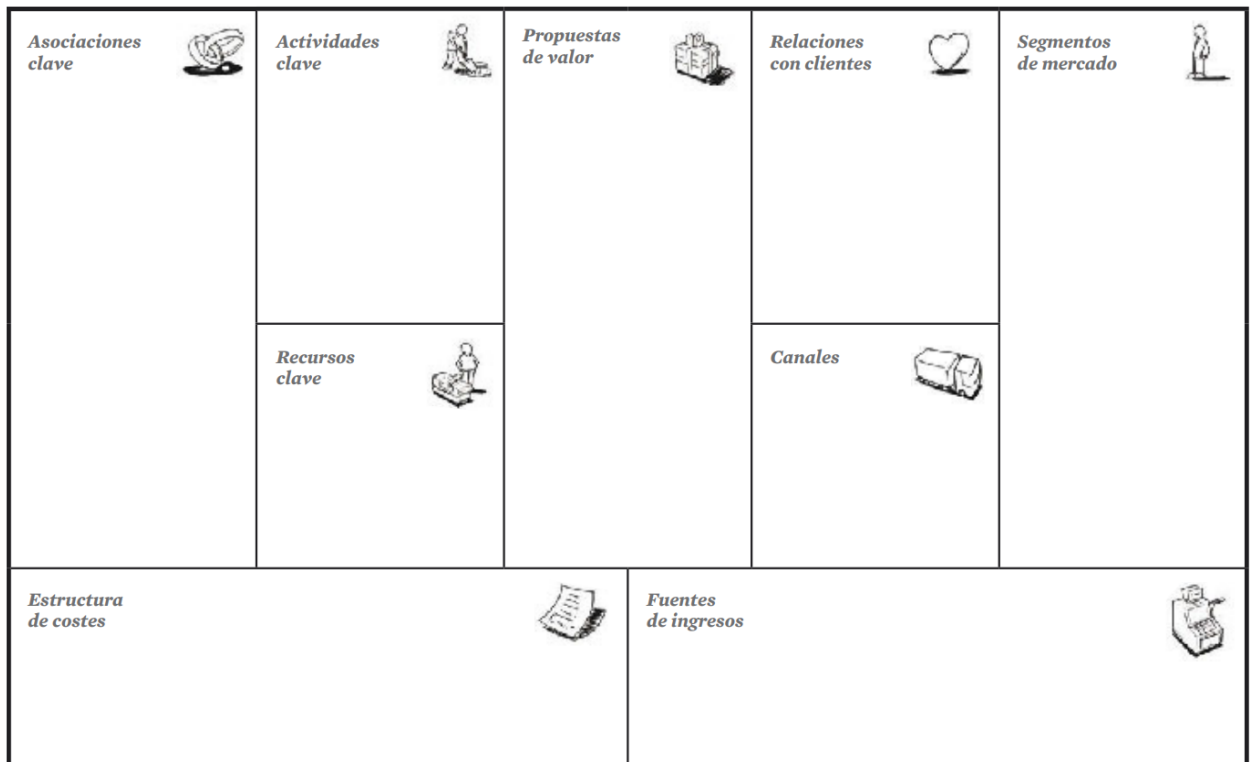 Asociaciones
clave
Actividades
clave
Propuestas
de valor
Relaciones
con clientes
Segmentos
de mercado
Recursos
clave
Canales
Estructura
de costes
Fuentes
de ingresos